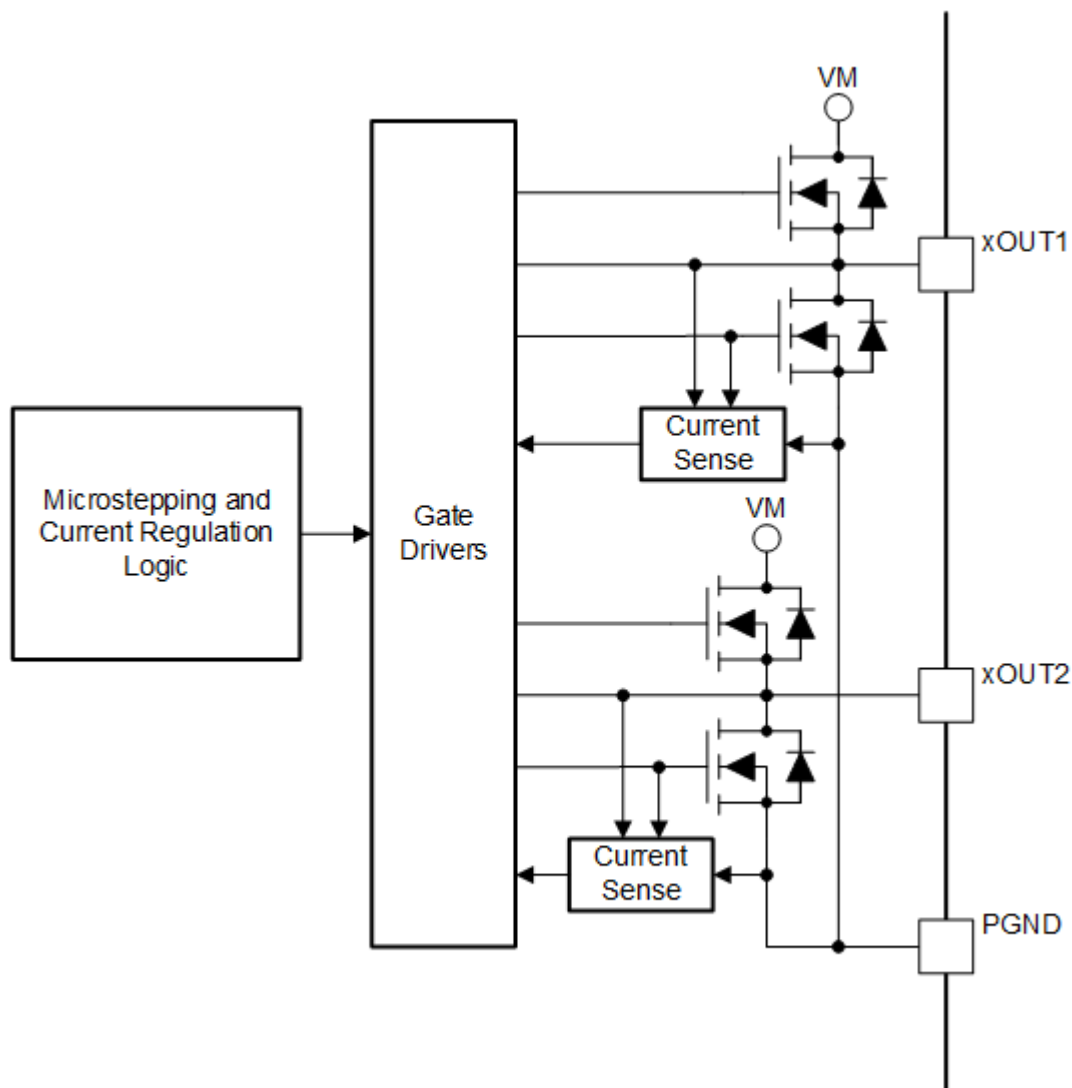 VM
xOUT1
Current
Sense
Microstepping and
Current Regulation
Logic
Gate
Drivers
VM
xOUT2
Current
Sense
PGND